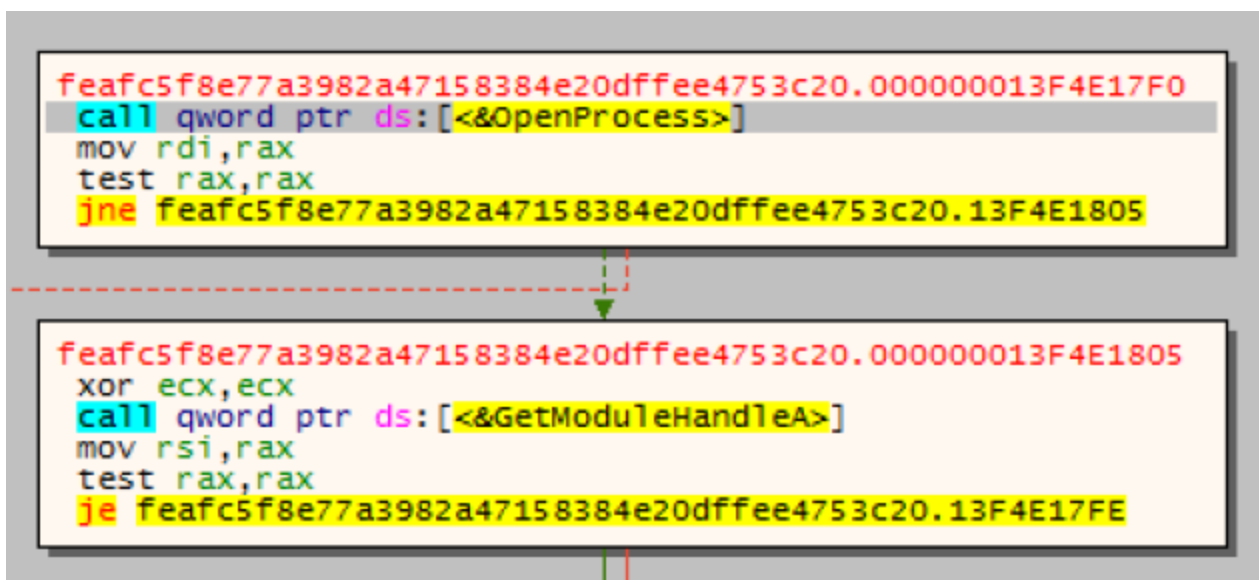 feafc5f8e77a3982a47158384e20dffee4753c20.000000013F4E17F0
call qword ptr ds:[<&OpenProcess>]
mov rdi,rax
test rax,rax
jne feafc5f8e77a3982a47158384e20dffee4753c20.13F4E1805
feafc5f8e77a3982a47158384e20dffee4753c20.000000013F4E1805
xor ecx,ecx
call qword ptr ds:[<&GetModuleHandleA>]
mov rsi,rax
test rax,rax
je feafc5f8e77a3982a47158384e20dffee4753c20.13F4E17FE